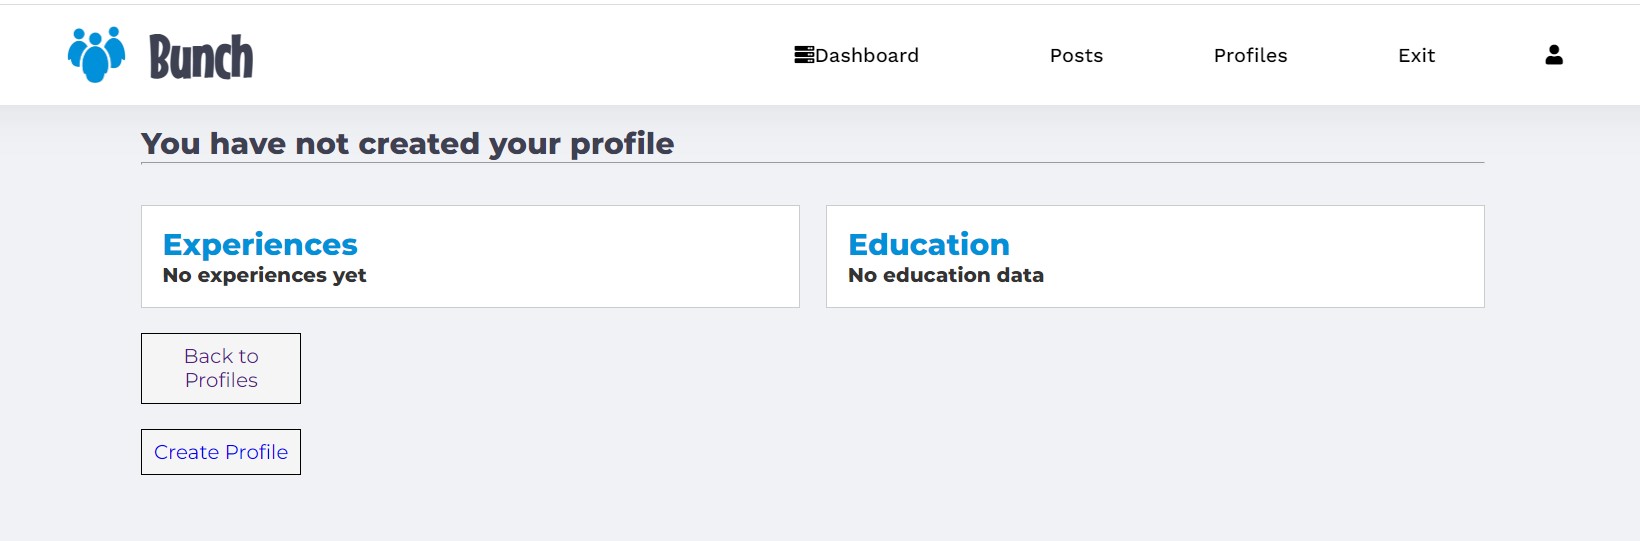 Bunch
Dashboard
Posts
Profiles
Exit
You have not created your profile
Experiences
No experiences yet
Education
No education data
Back to
Profiles
Create Profile